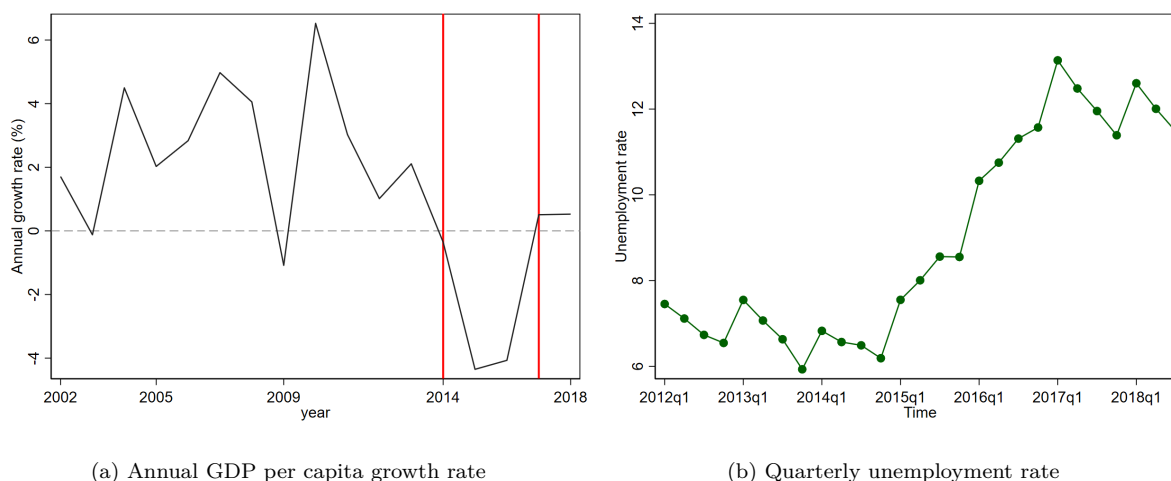 Annual growth rate (%)
6
4
2
0
-2
-4
2002 2005 2009 2014 2018
year
(a) Annual GDP per capita growth rate
Unemployment rate
14
12
10
8
6
2012q1 2013q1 2014q1 2015q1 2016q1 2017q1 2018q1
Time
(b) Quarterly unemployment rate